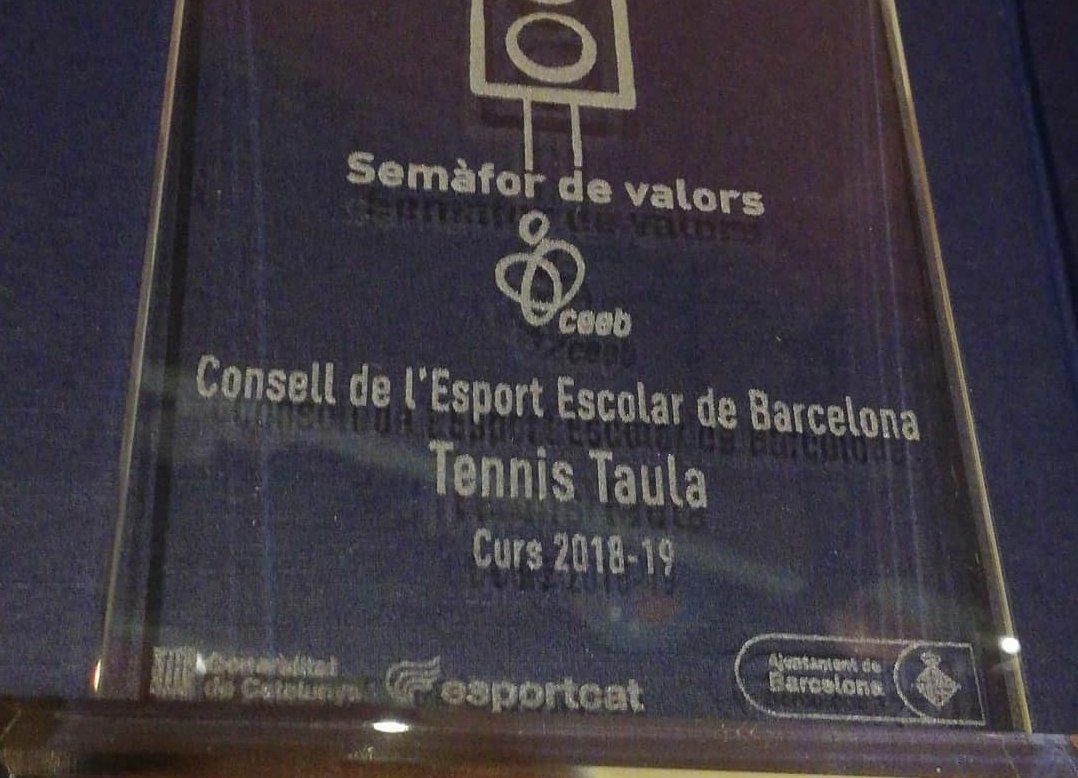 Semàfor de valors
ceeb
Consell de l'Esport Escolar de Barcelona
Tennis Taula
Curs 2018-19
Generalitat
de Catalunya
esportcat
Ajuntament de
Barcelona